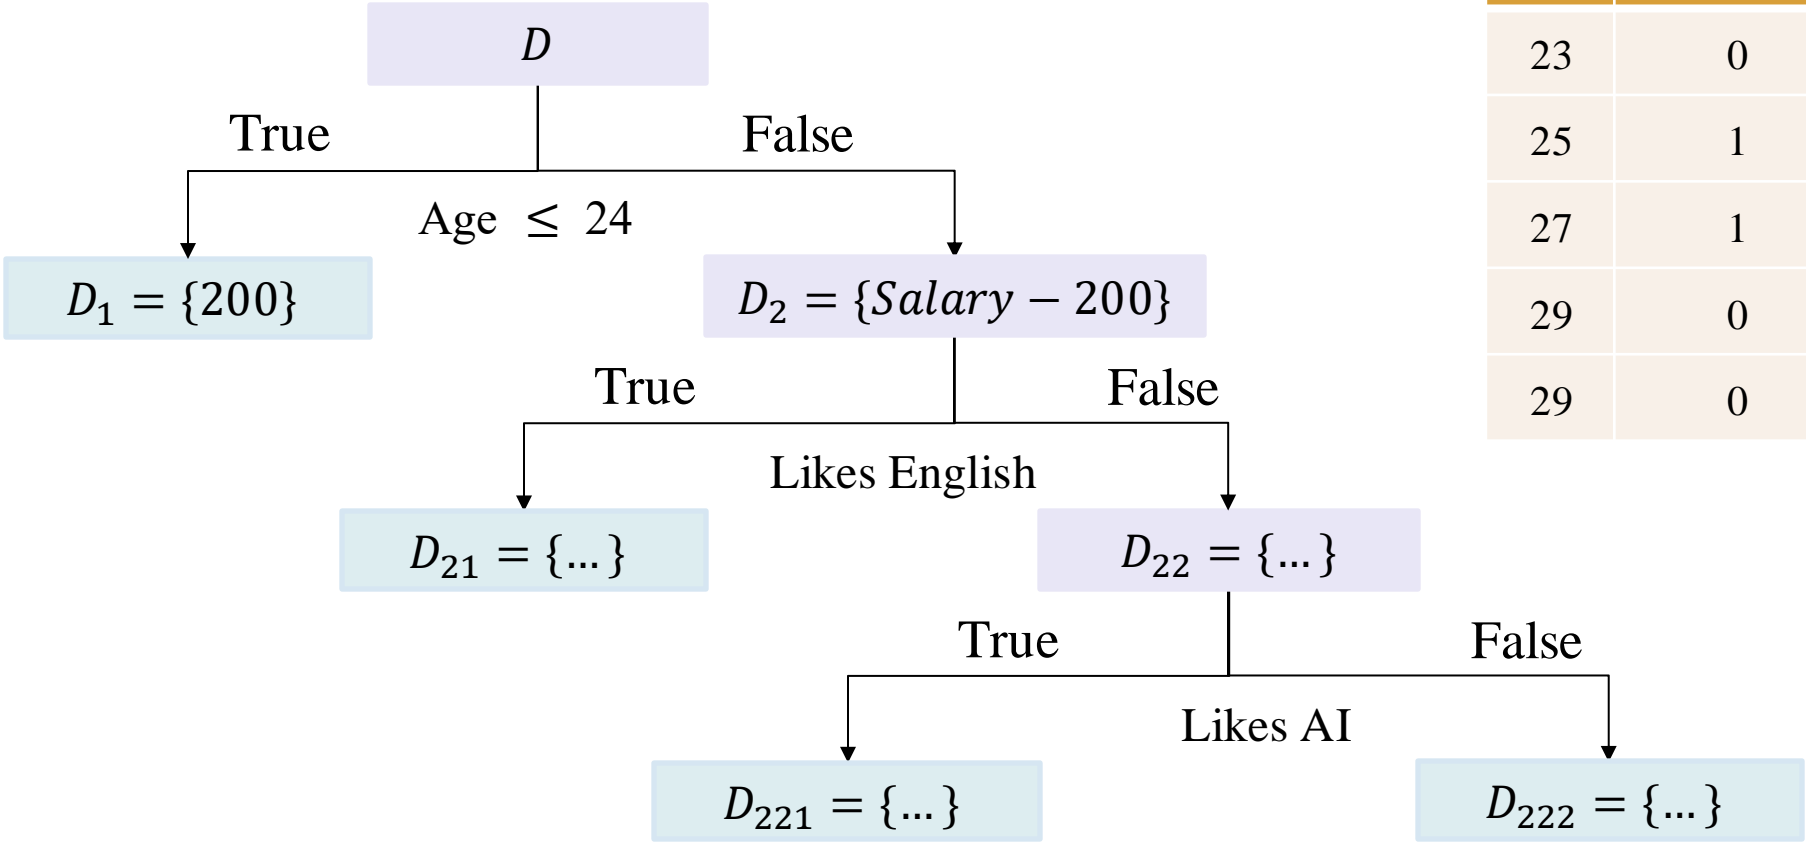 D
True
False
Age ≤ 24
D₁ = {200}
D₂ = {Salary − 200}
True
False
Likes English
D₂₁ = {…}
D₂₂ = {…}
True
False
Likes AI
D₂₂₁ = {…}
D₂₂₂ = {…}
23 0
25 1
27 1
29 0
29 0